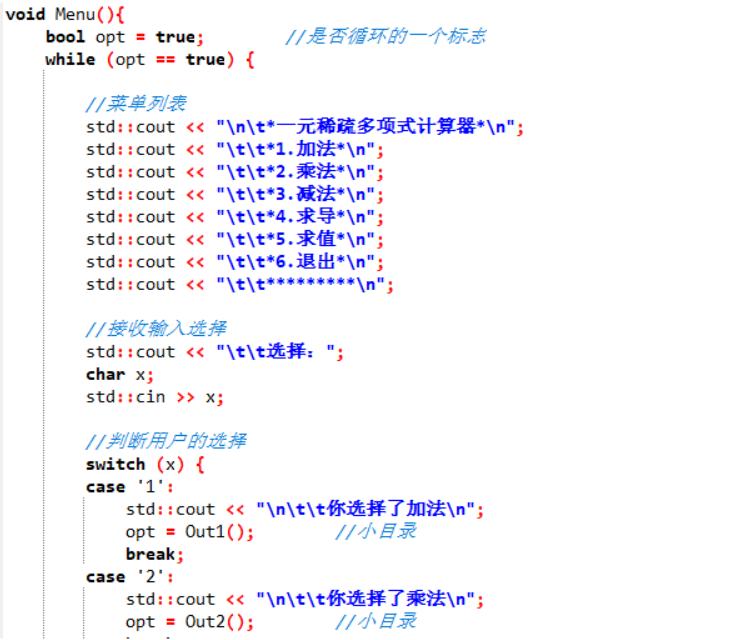 void Menu(){
    bool opt = true;        //是否循环的一个标志
    while (opt == true) {

        //菜单列表
        std::cout << "\n\t*一元稀疏多项式计算器*\n";
        std::cout << "\t\t*1.加法*\n";
        std::cout << "\t\t*2.乘法*\n";
        std::cout << "\t\t*3.减法*\n";
        std::cout << "\t\t*4.求导*\n";
        std::cout << "\t\t*5.求值*\n";
        std::cout << "\t\t*6.退出*\n";
        std::cout << "\t\t*********\n";

        //接收输入选择
        std::cout << "\t\t选择：";
        char x;
        std::cin >> x;

        //判断用户的选择
        switch (x) {
        case '1':
            std::cout << "\n\t\t你选择了加法\n";
            opt = Out1();        //小目录
            break;
        case '2':
            std::cout << "\n\t\t你选择了乘法\n";
            opt = Out2();        //小目录